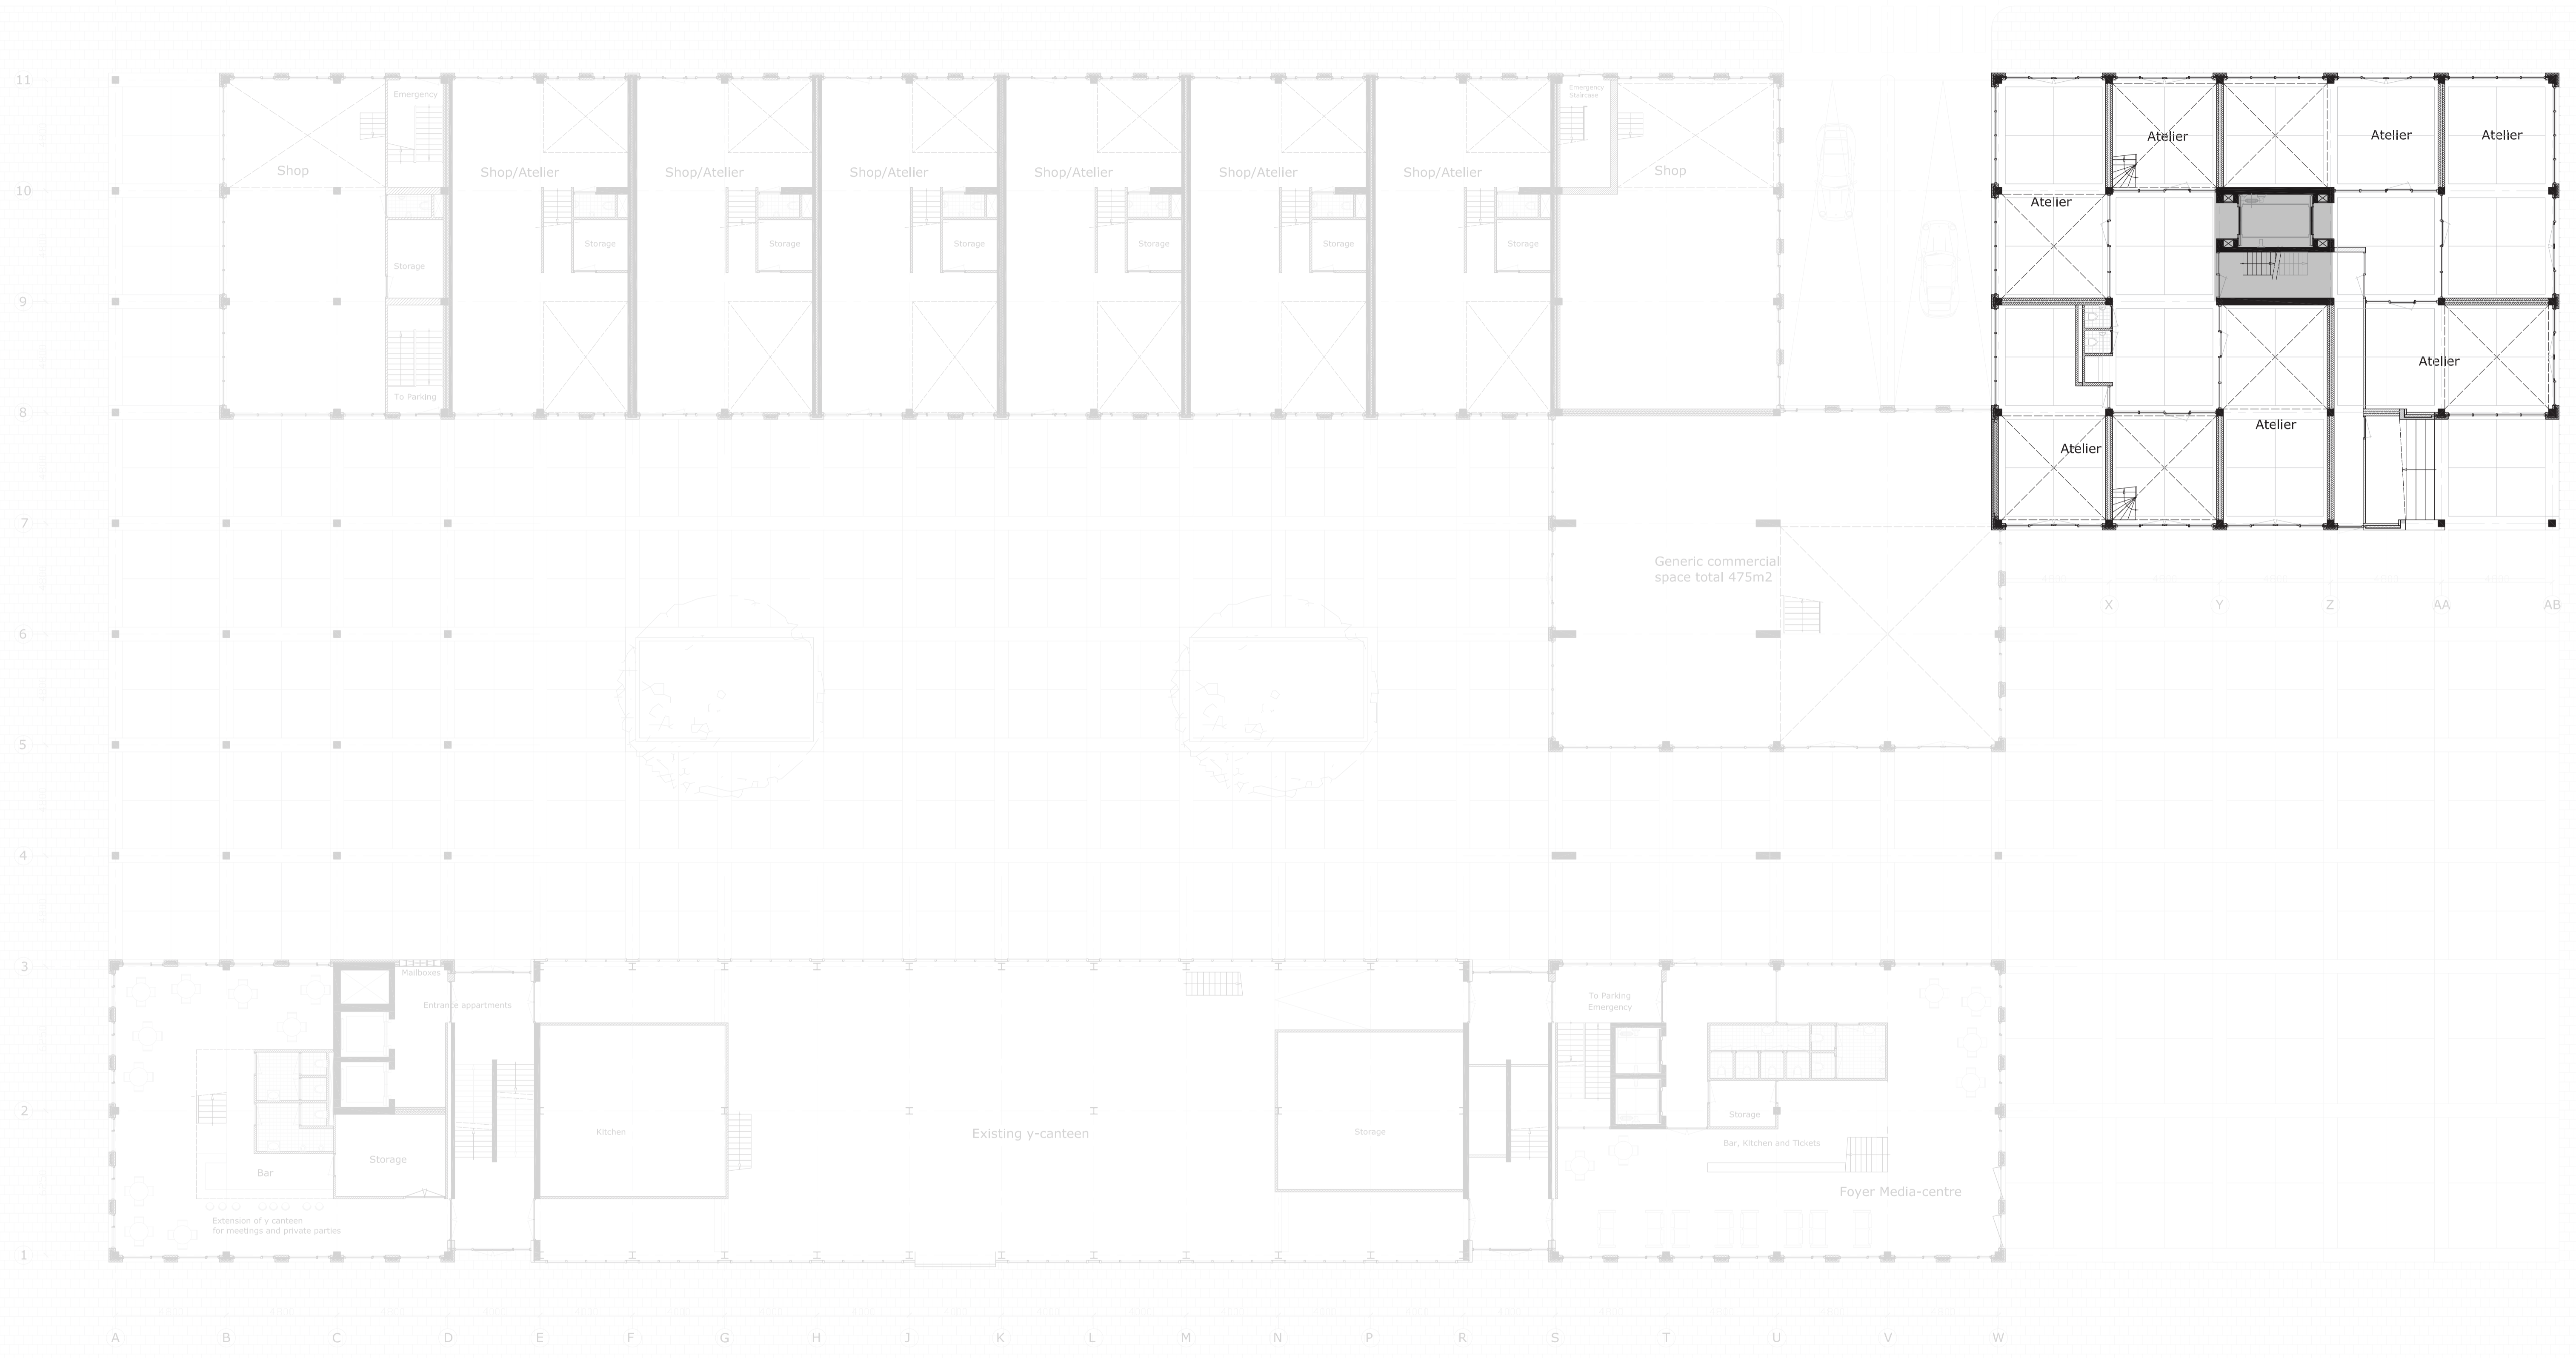 11
Emergency
Emergency
Staircase
Atelier
Atelier
Atelier
Shop
Shop/Atelier
Shop/Atelier
Shop/Atelier
Shop/Atelier
Shop/Atelier
Shop/Atelier
Shop
10
Atelier
Storage
Storage
Storage
Storage
Storage
Storage
Storage
9
Atelier
To Parking
8
Atelier
Atelier
7
Generic commercial
space total 475m2
X
Y
Z
AA
AB
6
5
4
3
Mailboxes
Entrance appartments
To Parking
Emergency
2
Storage
Kitchen
Existing y-canteen
Storage
Bar, Kitchen and Tickets
Storage
Bar
Foyer Media-centre
Extension of y canteen
for meetings and private parties
1
A
B
C
D
E
F
G
H
J
K
L
M
N
P
R
S
T
U
V
W